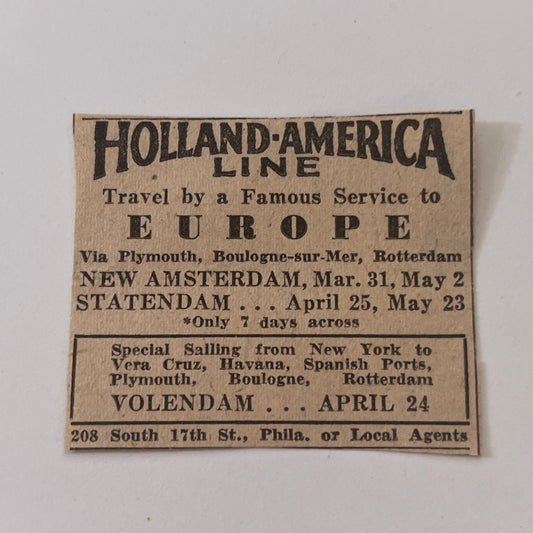 HOLLAND-AMERICA
LINE
Travel by a Famous Service to
EUROPE
Via Plymouth, Boulogne-sur-Mer, Rotterdam
NEW AMSTERDAM, Mar. 31, May 2
STATENDAM . . . April 25, May 23
*Only 7 days across
Special Sailing from New York to
Vera Cruz, Havana, Spanish Ports,
Plymouth, Boulogne, Rotterdam
VOLENDAM . . . APRIL 24
208 South 17th St., Phila. or Local Agents